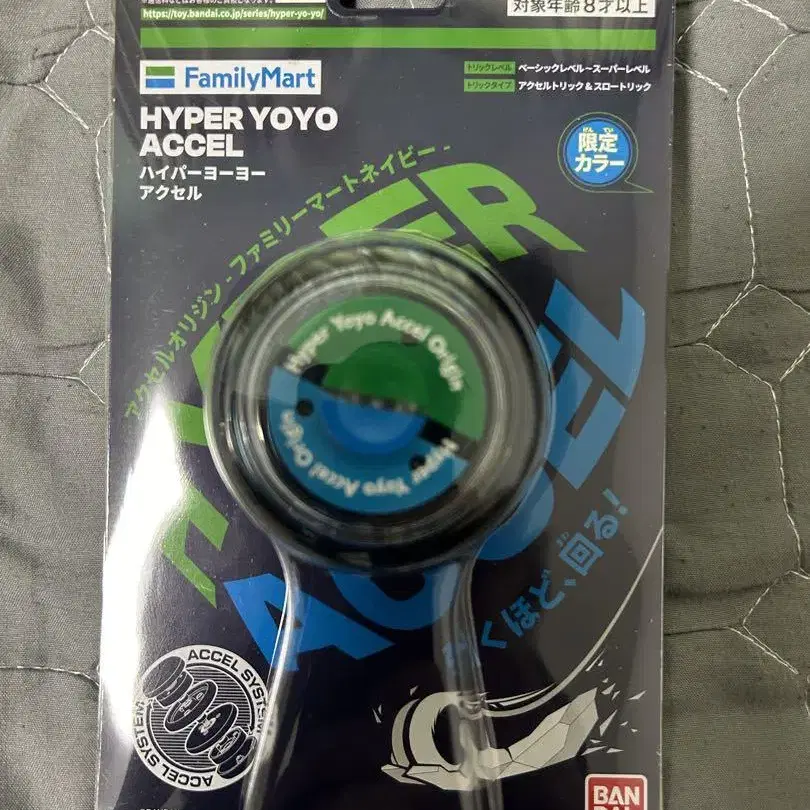 https://toy.bandai.co.jp/series/hyper-yo-yo/
対象年齢8才以上
FamilyMart
トリックレベル ベーシックレベル〜スーパーレベル
トリックタイプ アクセルトリック&スロートリック
HYPER YOYO
ACCEL
ハイパーヨーヨー
アクセル
限定
カラー
アクセルオリジン - ファミリーマートネイビー -
Hyper Yoyo Accel Origin
Hyper Yoyo Accel Origin
ACCEL
くほど、回る!
ACCEL SYSTEM
ACCEL SYSTEM
BAN
DAI